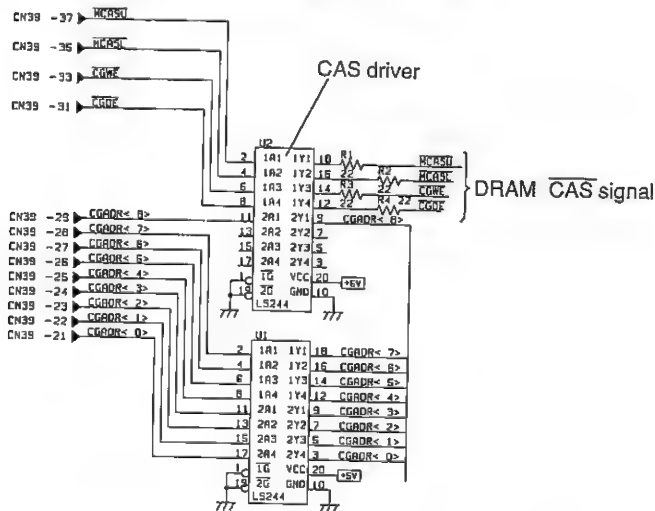 CN39 -37 MCASU
CN39 -35 MCASL
CN39 -33 CGWE
CN39 -31 CGOE
CAS driver
U2
2 1A1 1Y1 18 R1 22 MCASU
4 1A2 1Y2 16 R2 22 MCASL
6 1A3 1Y3 14 R3 22 CGWE
8 1A4 1Y4 12 R4 22 CGOE
DRAM CAS signal
CN39 -29 CGADR< 8> 11 2A1 2Y1 9 CGADR< 8>
CN39 -28 CGADR< 7> 13 2A2 2Y2 7
CN39 -27 CGADR< 6> 15 2A3 2Y3 5
CN39 -26 CGADR< 5> 17 2A4 2Y4 3
CN39 -25 CGADR< 4>
CN39 -24 CGADR< 3>
CN39 -23 CGADR< 2>
CN39 -22 CGADR< 1>
CN39 -21 CGADR< 0>
1 1G VCC 20 +5V
19 2G GND 10
LS244
U1
2 1A1 1Y1 18 CGADR< 7>
4 1A2 1Y2 16 CGADR< 6>
6 1A3 1Y3 14 CGADR< 5>
8 1A4 1Y4 12 CGADR< 4>
11 2A1 2Y1 9 CGADR< 3>
13 2A2 2Y2 7 CGADR< 2>
15 2A3 2Y3 5 CGADR< 1>
17 2A4 2Y4 3 CGADR< 0>
1 1G VCC 20 +5V
19 2G GND 10
LS244